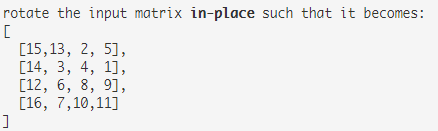 rotate the input matrix in-place such that it becomes:
[
  [15,13, 2, 5],
  [14, 3, 4, 1],
  [12, 6, 8, 9],
  [16, 7,10,11]
]